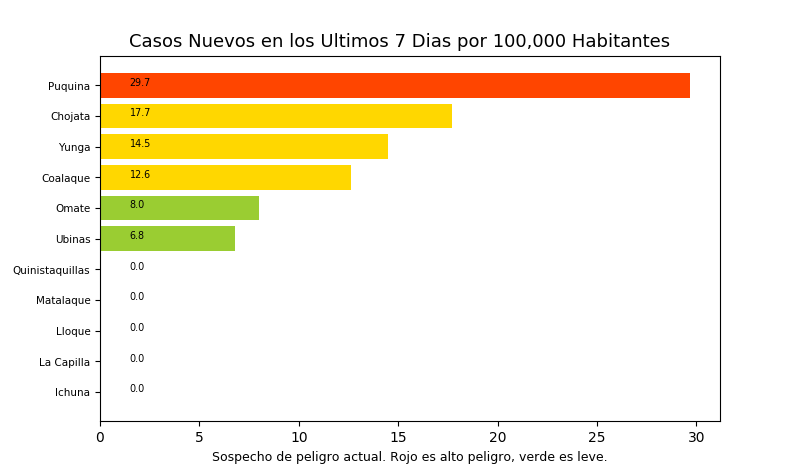 Casos Nuevos en los Ultimos 7 Dias por 100,000 Habitantes
Puquina 29.7
Chojata 17.7
Yunga 14.5
Coalaque 12.6
Omate 8.0
Ubinas 6.8
Quinistaquillas 0.0
Matalaque 0.0
Lloque 0.0
La Capilla 0.0
Ichuna 0.0
0 5 10 15 20 25 30
Sospecho de peligro actual. Rojo es alto peligro, verde es leve.